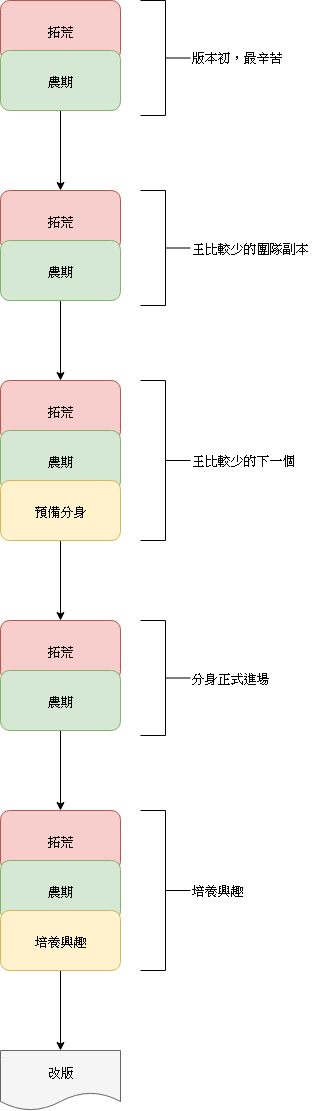 拓荒
農期
版本初，最辛苦
拓荒
農期
王比較少的團隊副本
拓荒
農期
預備分身
王比較少的下一個
拓荒
農期
分身正式進場
拓荒
農期
培養興趣
培養興趣
改版